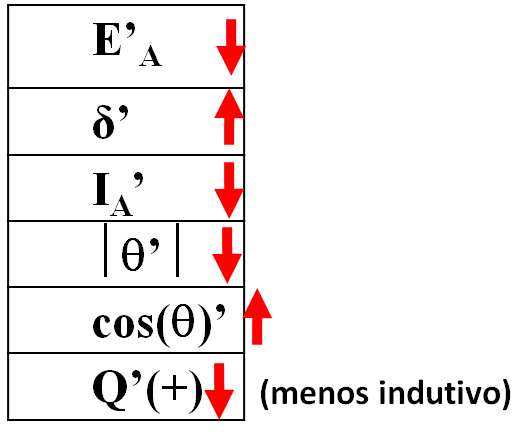 E’A
δ’
IA’
|θ’|
cos(θ)’
Q’(+) (menos indutivo)